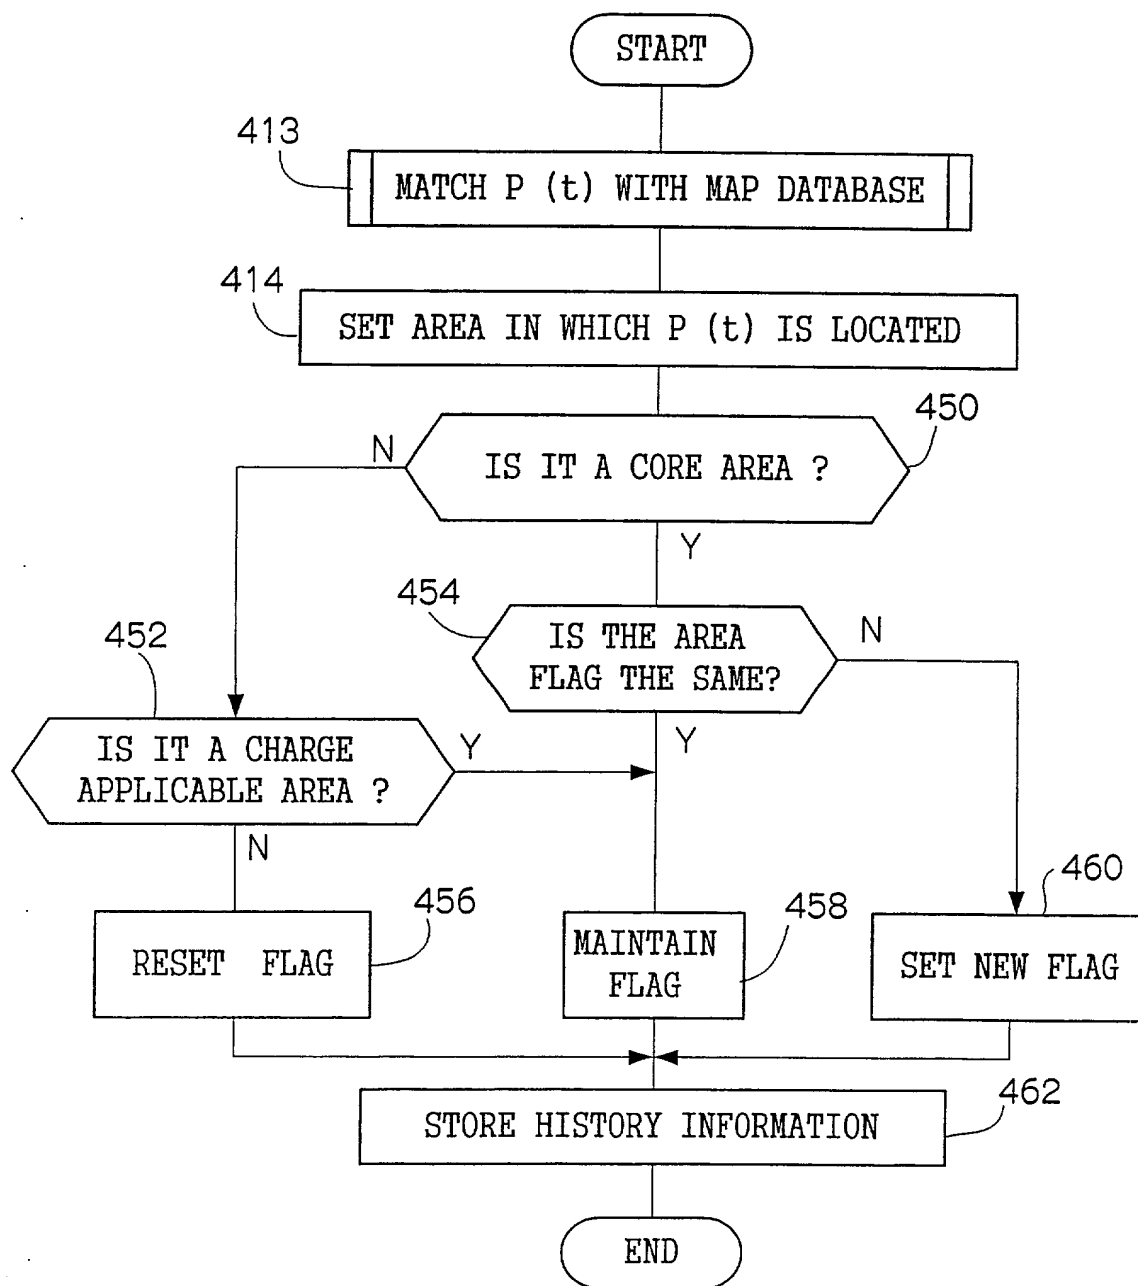 START
413
MATCH P (t) WITH MAP DATABASE
414
SET AREA IN WHICH P (t) IS LOCATED
450
N
IS IT A CORE AREA ?
Y
454
IS THE AREA
FLAG THE SAME?
N
452
Y
IS IT A CHARGE
APPLICABLE AREA ?
Y
N
460
456
458
RESET FLAG
MAINTAIN
FLAG
SET NEW FLAG
462
STORE HISTORY INFORMATION
END